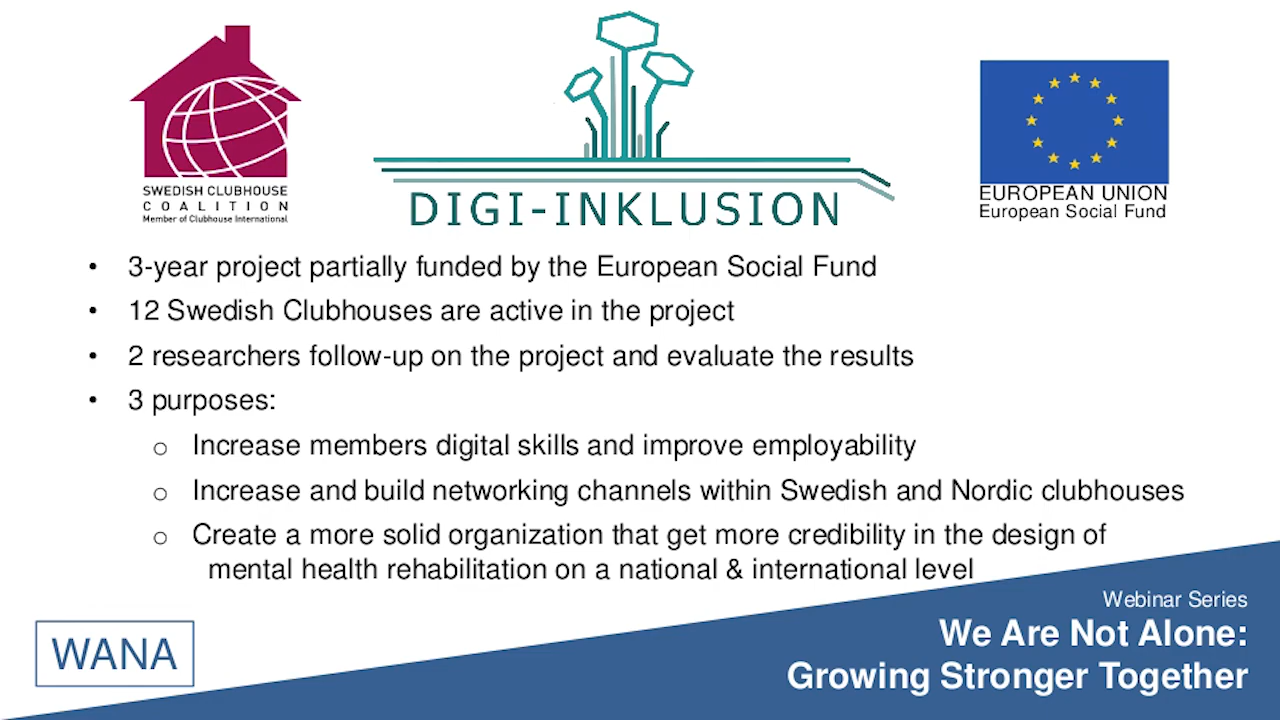 SWEDISH CLUBHOUSE
COALITION
Member of Clubhouse International
DIGI-INKLUSION
EUROPEAN UNION
European Social Fund
• 3-year project partially funded by the European Social Fund
• 12 Swedish Clubhouses are active in the project
• 2 researchers follow-up on the project and evaluate the results
• 3 purposes:
o Increase members digital skills and improve employability
o Increase and build networking channels within Swedish and Nordic clubhouses
o Create a more solid organization that get more credibility in the design of
mental health rehabilitation on a national & international level
WANA
Webinar Series
We Are Not Alone:
Growing Stronger Together